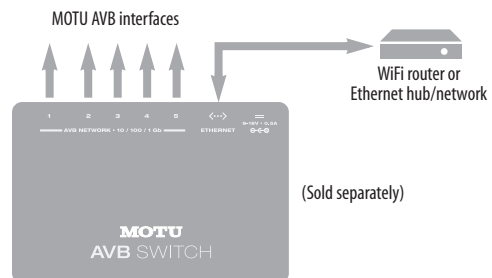 MOTU AVB interfaces
WiFi router or
Ethernet hub/network
1 2 3 4 5
AVB NETWORK • 10 / 100 / 1 Gb
ETHERNET
(Sold separately)
MOTU
AVB SWITCH